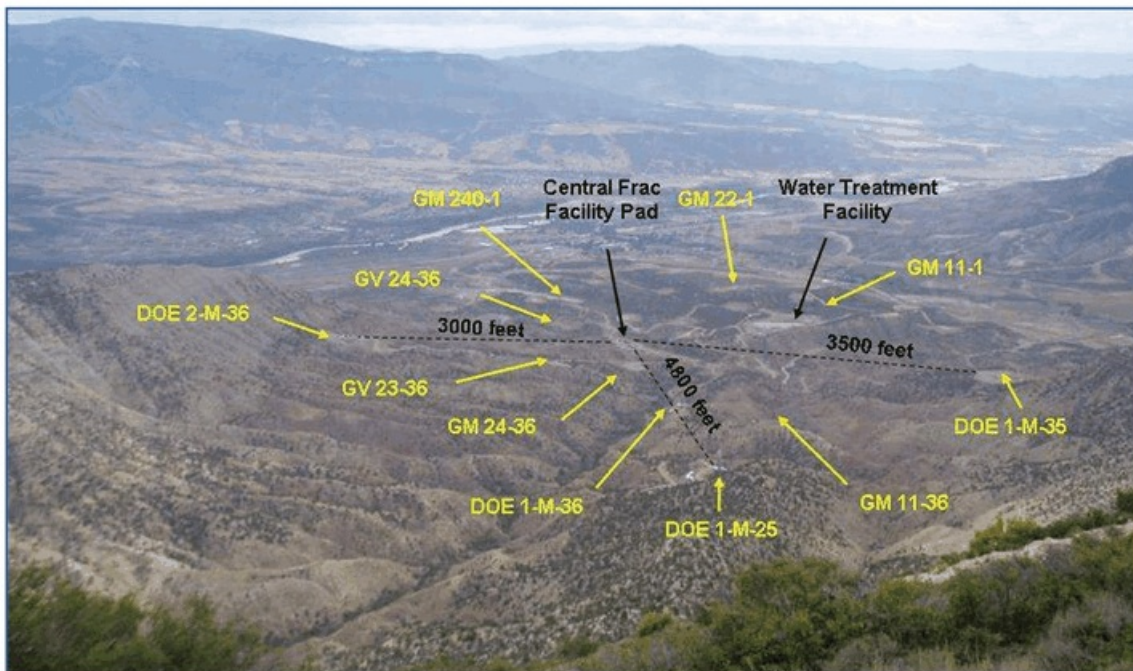 Central Frac
Facility Pad
Water Treatment
Facility
GM 240-1
GM 22-1
GM 11-1
GV 24-36
DOE 2-M-36
3000 feet
3500 feet
GV 23-36
4800 feet
GM 24-36
DOE 1-M-35
DOE 1-M-36
GM 11-36
DOE 1-M-25